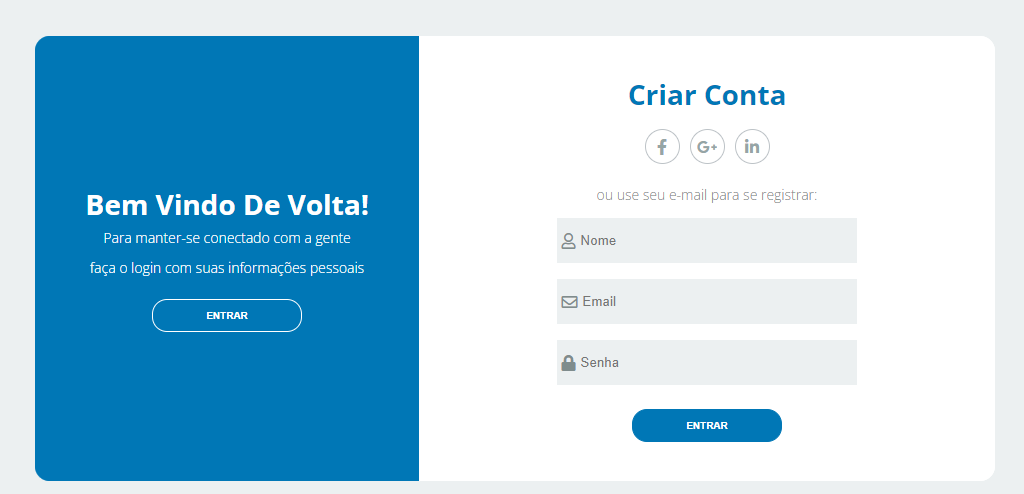 Bem Vindo De Volta!
Para manter-se conectado com a gente
faça o login com suas informações pessoais
ENTRAR
Criar Conta
f G+ in
ou use seu e-mail para se registrar:
Nome
Email
Senha
ENTRAR